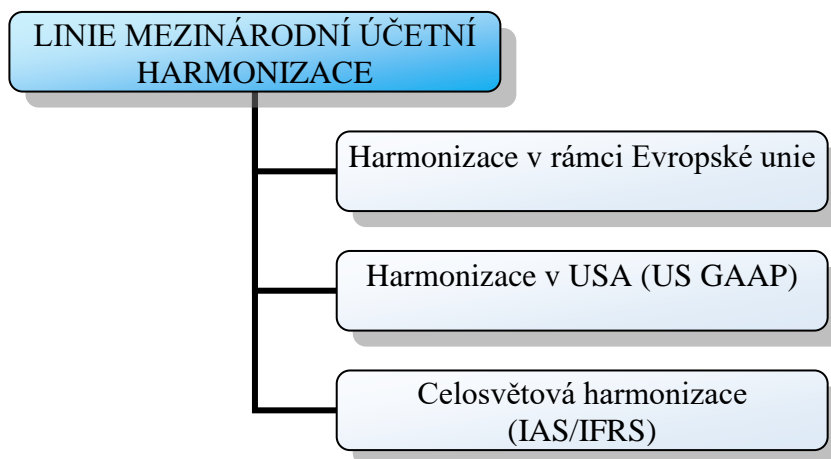 LINIE MEZINÁRODNÍ ÚČETNÍ
HARMONIZACE
Harmonizace v rámci Evropské unie
Harmonizace v USA (US GAAP)
Celosvětová harmonizace
(IAS/IFRS)